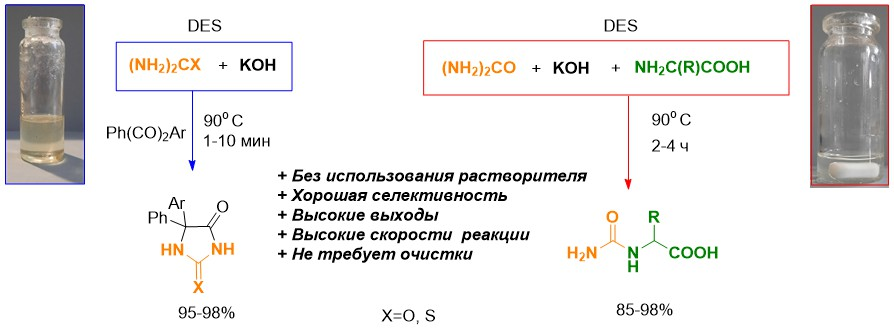 DES
(NH2)2CX + KOH
Ph(CO)2Ar
90⁰ C
1-10 мин
Ar
Ph
O
HN
NH
X
95-98%
+ Без использования растворителя
+ Хорошая селективность
+ Высокие выходы
+ Высокие скорости реакции
+ Не требует очистки
X=O, S
DES
(NH2)2CO + KOH + NH2C(R)COOH
90⁰ C
2-4 ч
O
R
H2N
N
H
COOH
85-98%